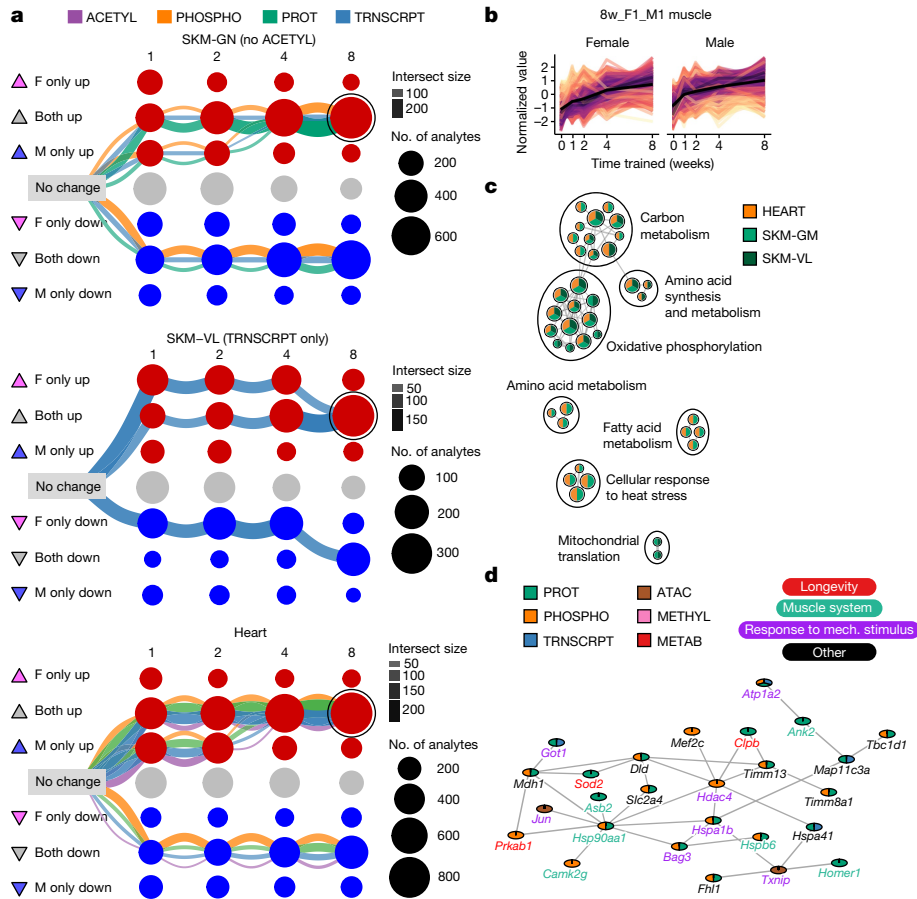 a
ACETYL PHOSPHO PROT TRNSCRPT
SKM-GN (no ACETYL)
1 2 4 8
F only up
Both up
M only up
No change
F only down
Both down
M only down
Intersect size
100
200
No. of analytes
200
400
600
SKM–VL (TRNSCRPT only)
1 2 4 8
F only up
Both up
M only up
No change
F only down
Both down
M only down
Intersect size
50
100
150
No. of analytes
100
200
300
Heart
1 2 4 8
F only up
Both up
M only up
No change
F only down
Both down
M only down
Intersect size
50
100
150
200
No. of analytes
200
400
600
800
b
8w_F1_M1 muscle
Female Male
Normalized value
2
1
0
−1
−2
0 1 2 4 8 0 1 2 4 8
Time trained (weeks)
c
HEART
SKM-GM
SKM-VL
Carbon
metabolism
Amino acid
synthesis
and metabolism
Oxidative phosphorylation
Amino acid metabolism
Fatty acid
metabolism
Cellular response
to heat stress
Mitochondrial
translation
d
PROT ATAC
PHOSPHO METHYL
TRNSCRPT METAB
Longevity
Muscle system
Response to mech. stimulus
Other
Atp1a2
Ank2
Tbc1d1
Mef2c
Clpb
Got1
Dld
Timm13
Map11c3a
Mdh1
Sod2
Slc2a4
Hdac4
Timm8a1
Asb2
Jun
Hspa1b
Hspa41
Prkab1
Hsp90aa1
Bag3
Hspb6
Camk2g
Fhl1
Txnip
Homer1